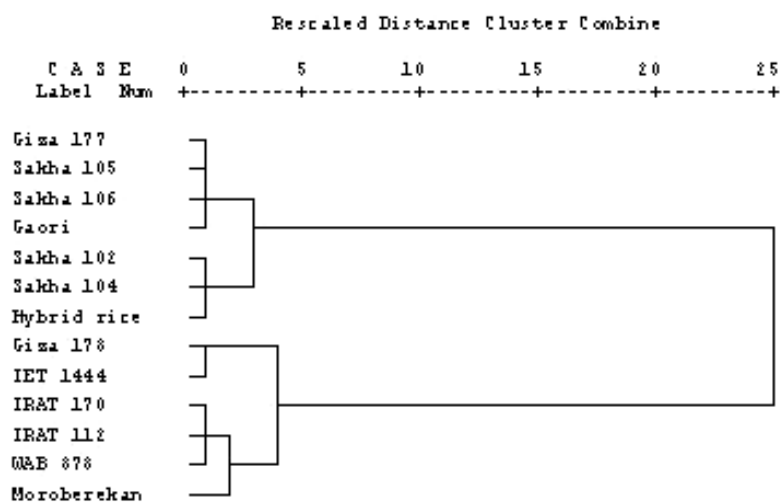 Rescaled Distance Cluster Combine
C A S E 0 5 10 15 20 25
Label Num +---------+---------+---------+---------+---------+
Giza 177
Sakha 105
Sakha 106
Gaori
Sakha 102
Sakha 104
Hybrid rice
Giza 178
IET 1444
IRAT 170
IRAT 112
WAB 878
Moroberekan